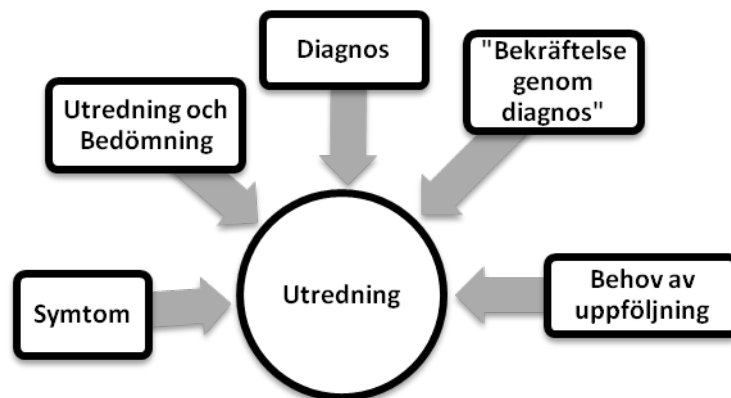 Diagnos
"Bekräftelse
genom
diagnos"
Utredning och
Bedömning
Symtom
Utredning
Behov av
uppföljning